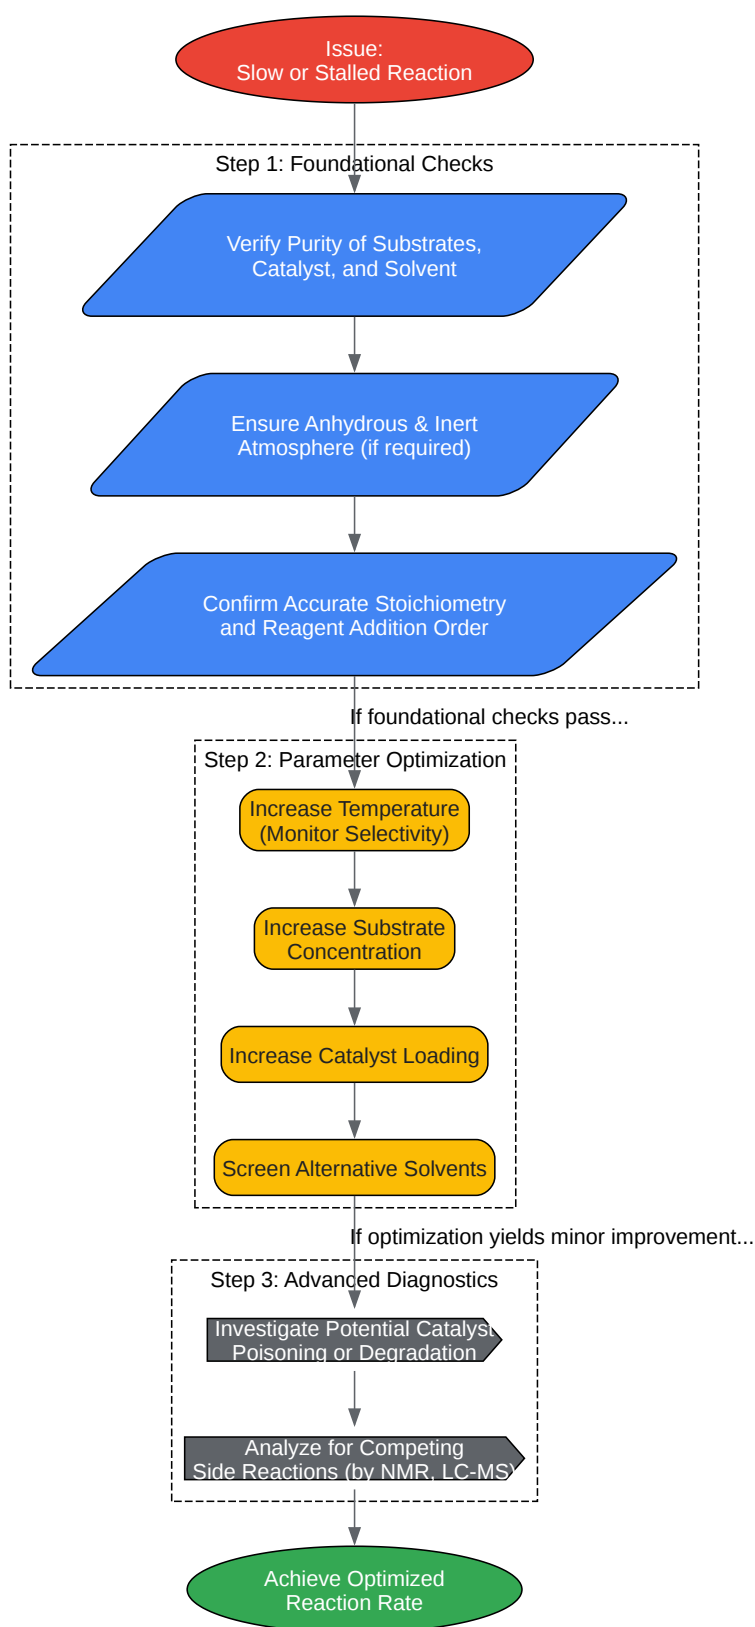 Issue:
Slow or Stalled Reaction
Step 1: Foundational Checks
Verify Purity of Substrates,
Catalyst, and Solvent
Ensure Anhydrous & Inert
Atmosphere (if required)
Confirm Accurate Stoichiometry
and Reagent Addition Order
If foundational checks pass...
Step 2: Parameter Optimization
Increase Temperature
(Monitor Selectivity)
Increase Substrate
Concentration
Increase Catalyst Loading
Screen Alternative Solvents
If optimization yields minor improvement...
Step 3: Advanced Diagnostics
Investigate Potential Catalyst
Poisoning or Degradation
Analyze for Competing
Side Reactions (by NMR, LC-MS)
Achieve Optimized
Reaction Rate